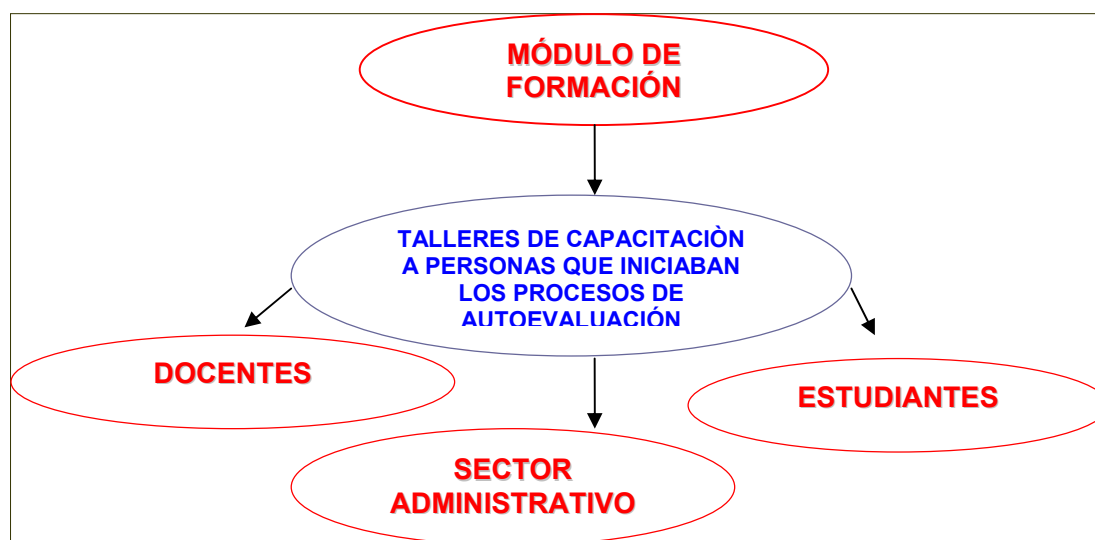 MÓDULO DE
FORMACIÓN
TALLERES DE CAPACITACIÒN
A PERSONAS QUE INICIABAN
LOS PROCESOS DE
AUTOEVALUACIÓN
DOCENTES
ESTUDIANTES
SECTOR
ADMINISTRATIVO